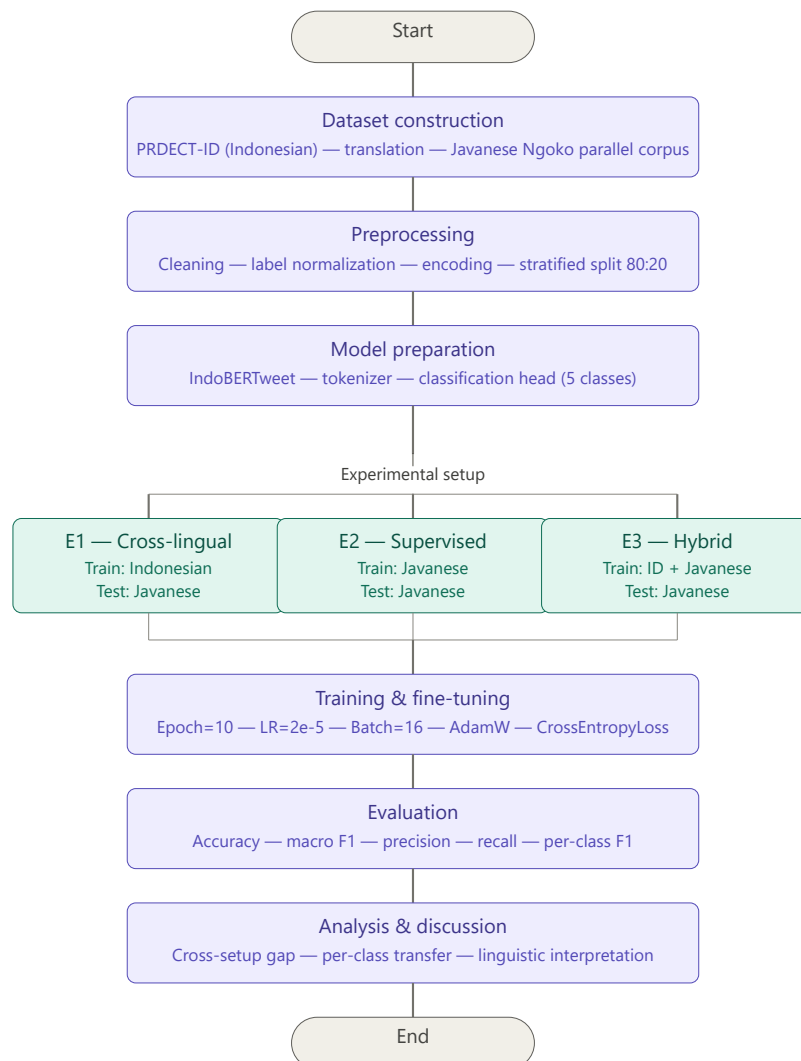 Start
Dataset construction
PRDECT-ID (Indonesian) — translation — Javanese Ngoko parallel corpus
Preprocessing
Cleaning — label normalization — encoding — stratified split 80:20
Model preparation
IndoBERTweet — tokenizer — classification head (5 classes)
Experimental setup
E1 — Cross-lingual
Train: Indonesian
Test: Javanese
E2 — Supervised
Train: Javanese
Test: Javanese
E3 — Hybrid
Train: ID + Javanese
Test: Javanese
Training & fine-tuning
Epoch=10 — LR=2e-5 — Batch=16 — AdamW — CrossEntropyLoss
Evaluation
Accuracy — macro F1 — precision — recall — per-class F1
Analysis & discussion
Cross-setup gap — per-class transfer — linguistic interpretation
End